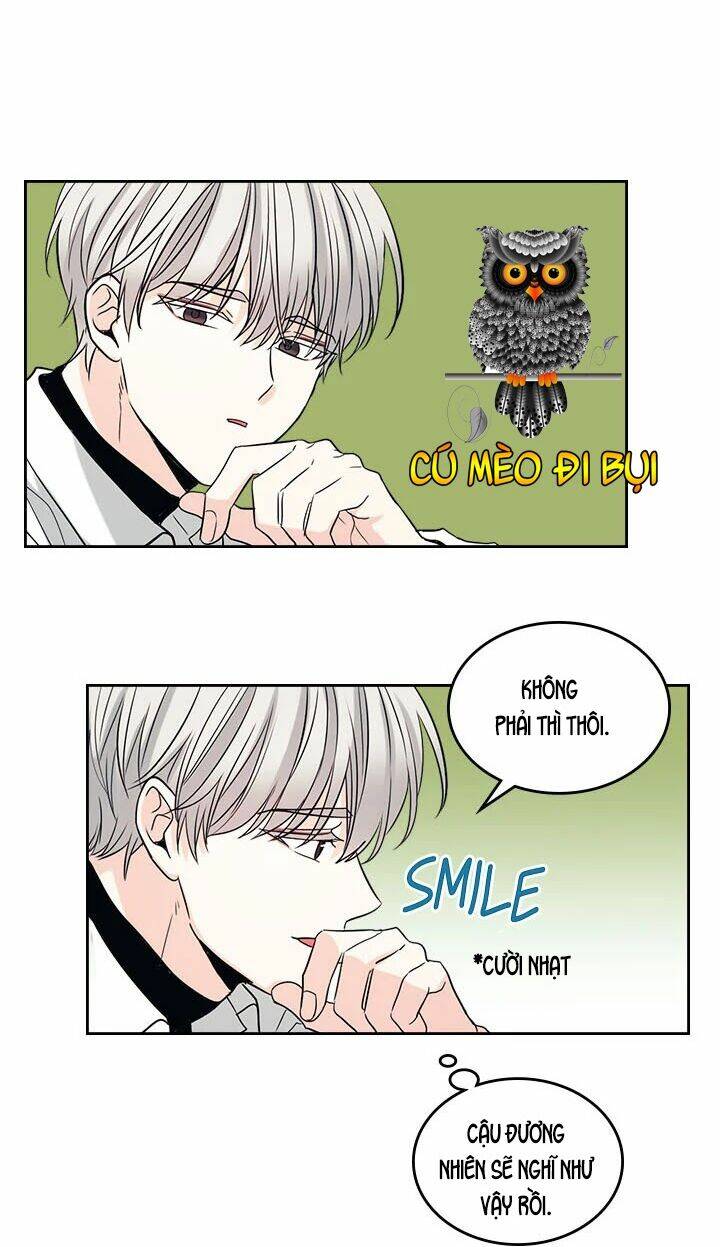 CÚ MÈO ĐI BỤI
KHÔNG
PHẢI THÌ THÔI.
SMILE
*CƯỜI NHẠT
CẬU ĐƯƠNG
NHIÊN SẼ NGHĨ NHƯ
VẬY RỒI.